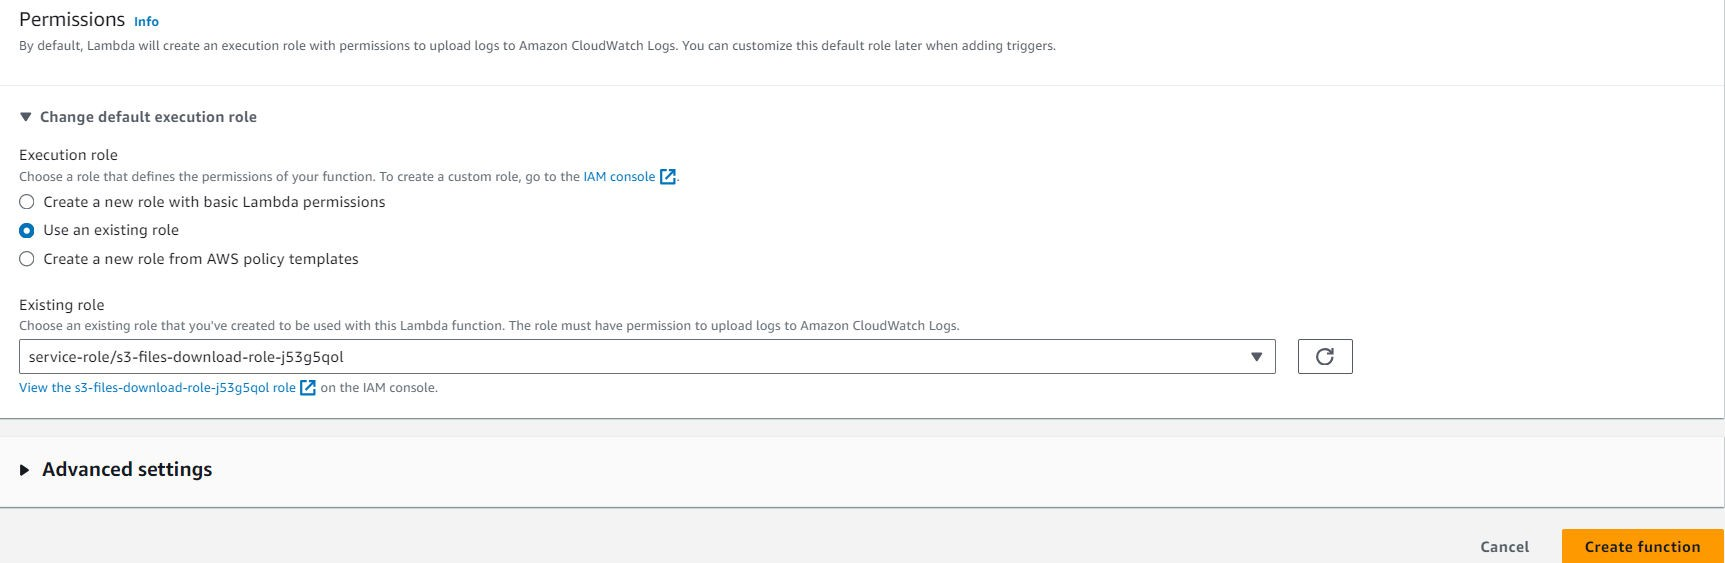 Permissions Info
By default, Lambda will create an execution role with permissions to upload logs to Amazon CloudWatch Logs. You can customize this default role later when adding triggers.
Change default execution role
Execution role
Choose a role that defines the permissions of your function. To create a custom role, go to the IAM console.
Create a new role with basic Lambda permissions
Use an existing role
Create a new role from AWS policy templates
Existing role
Choose an existing role that you've created to be used with this Lambda function. The role must have permission to upload logs to Amazon CloudWatch Logs.
service-role/s3-files-download-role-j53g5qol
View the s3-files-download-role-j53g5qol role on the IAM console.
Advanced settings
Cancel Create function